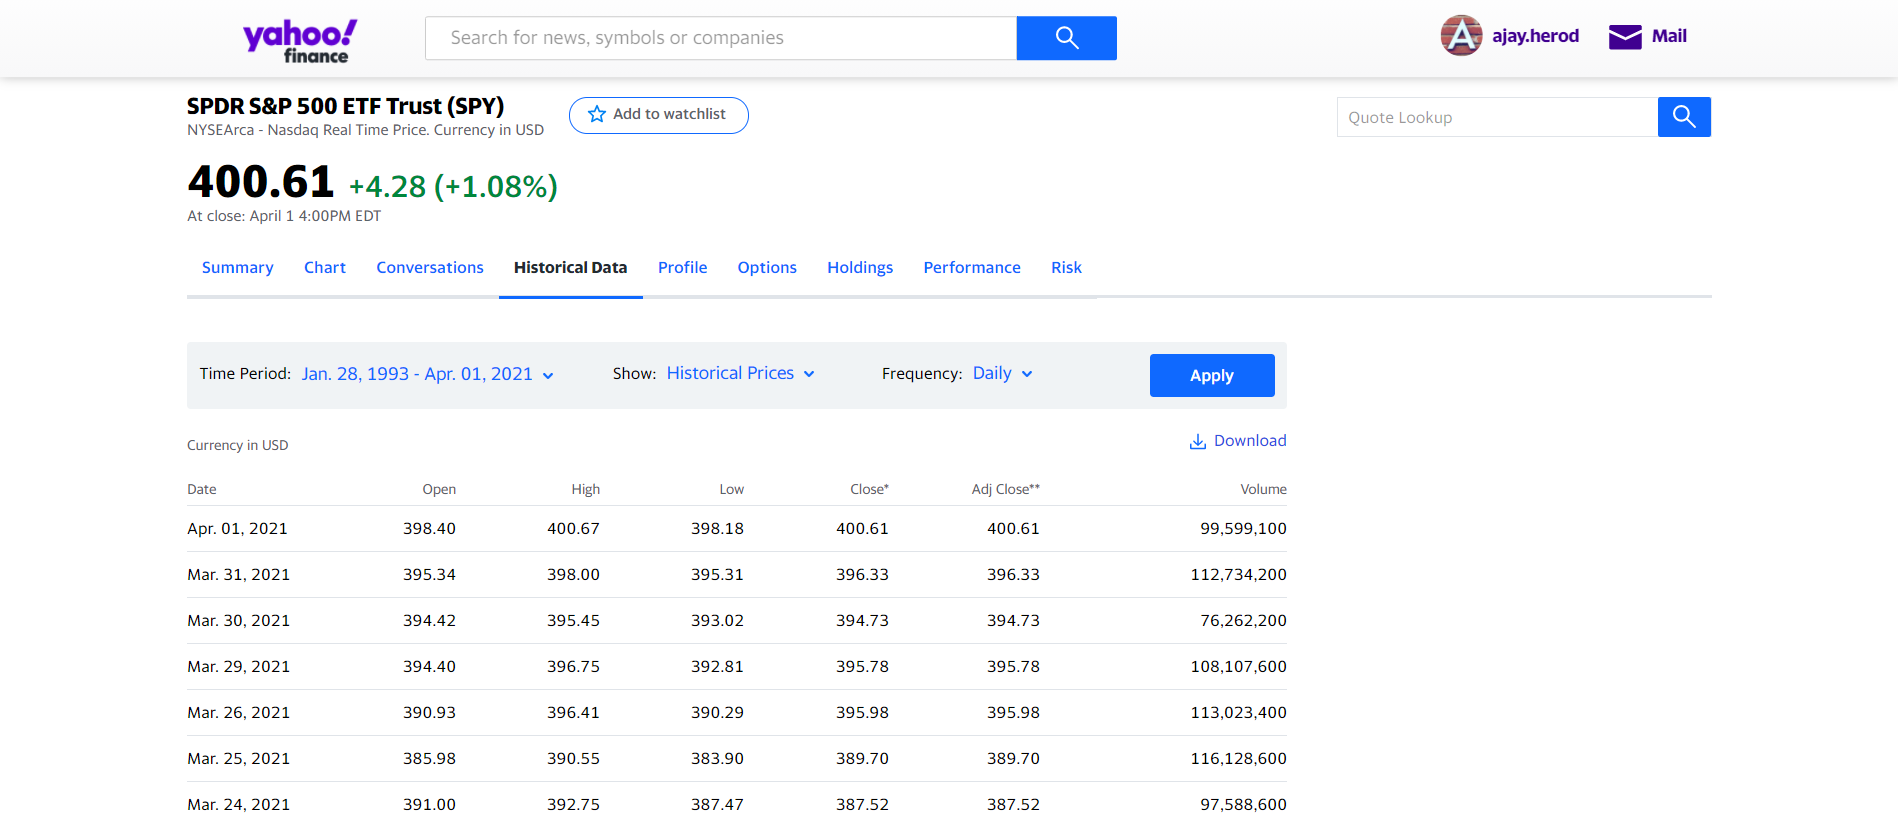 yahoo!
finance
Search for news, symbols or companies
ajay.herod
Mail
SPDR S&P 500 ETF Trust (SPY)
NYSEArca - Nasdaq Real Time Price. Currency in USD
Add to watchlist
Quote Lookup
400.61 +4.28 (+1.08%)
At close: April 1 4:00PM EDT
Summary Chart Conversations Historical Data Profile Options Holdings Performance Risk
Time Period: Jan. 28, 1993 - Apr. 01, 2021 Show: Historical Prices Frequency: Daily Apply
Currency in USD Download
Date Open High Low Close* Adj Close** Volume
Apr. 01, 2021 398.40 400.67 398.18 400.61 400.61 99,599,100
Mar. 31, 2021 395.34 398.00 395.31 396.33 396.33 112,734,200
Mar. 30, 2021 394.42 395.45 393.02 394.73 394.73 76,262,200
Mar. 29, 2021 394.40 396.75 392.81 395.78 395.78 108,107,600
Mar. 26, 2021 390.93 396.41 390.29 395.98 395.98 113,023,400
Mar. 25, 2021 385.98 390.55 383.90 389.70 389.70 116,128,600
Mar. 24, 2021 391.00 392.75 387.47 387.52 387.52 97,588,600